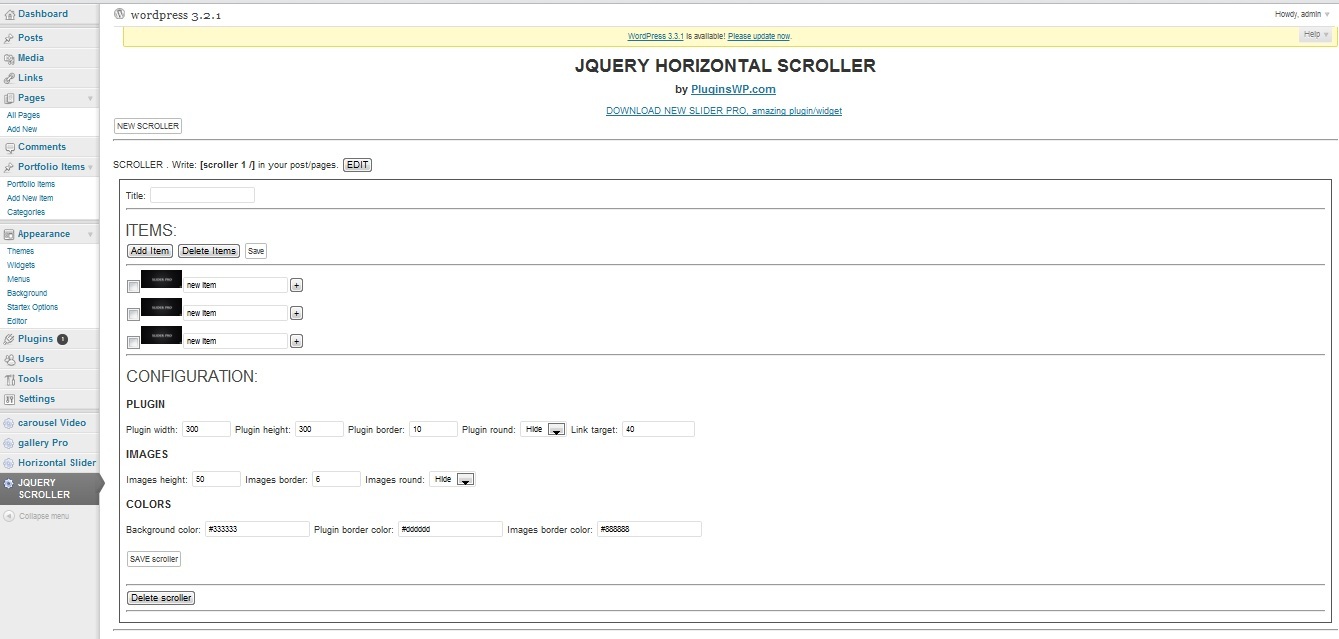 Dashboard
Posts
Media
Links
Pages
All Pages
Add New
Comments
Portfolio Items
Portfolio Items
Add New Item
Categories
Appearance
Themes
Widgets
Menus
Background
Startex Options
Editor
Plugins 1
Users
Tools
Settings
carousel Video
gallery Pro
Horizontal Slider
JQUERY
SCROLLER
Collapse menu
wordpress 3.2.1
Howdy, admin
WordPress 3.3.1 is available! Please update now.
Help
JQUERY HORIZONTAL SCROLLER
by PluginsWP.com
DOWNLOAD NEW SLIDER PRO, amazing plugin/widget
NEW SCROLLER
SCROLLER . Write: [scroller 1 /] in your post/pages. EDIT
Title:
ITEMS:
Add Item Delete Items Save
SLIDER PRO new item +
SLIDER PRO new item +
SLIDER PRO new item +
CONFIGURATION:
PLUGIN
Plugin width: 300 Plugin height: 300 Plugin border: 10 Plugin round: Hide Link target: 40
IMAGES
Images height: 50 Images border: 6 Images round: Hide
COLORS
Background color: #333333 Plugin border color: #dddddd Images border color: #888888
SAVE scroller
Delete scroller